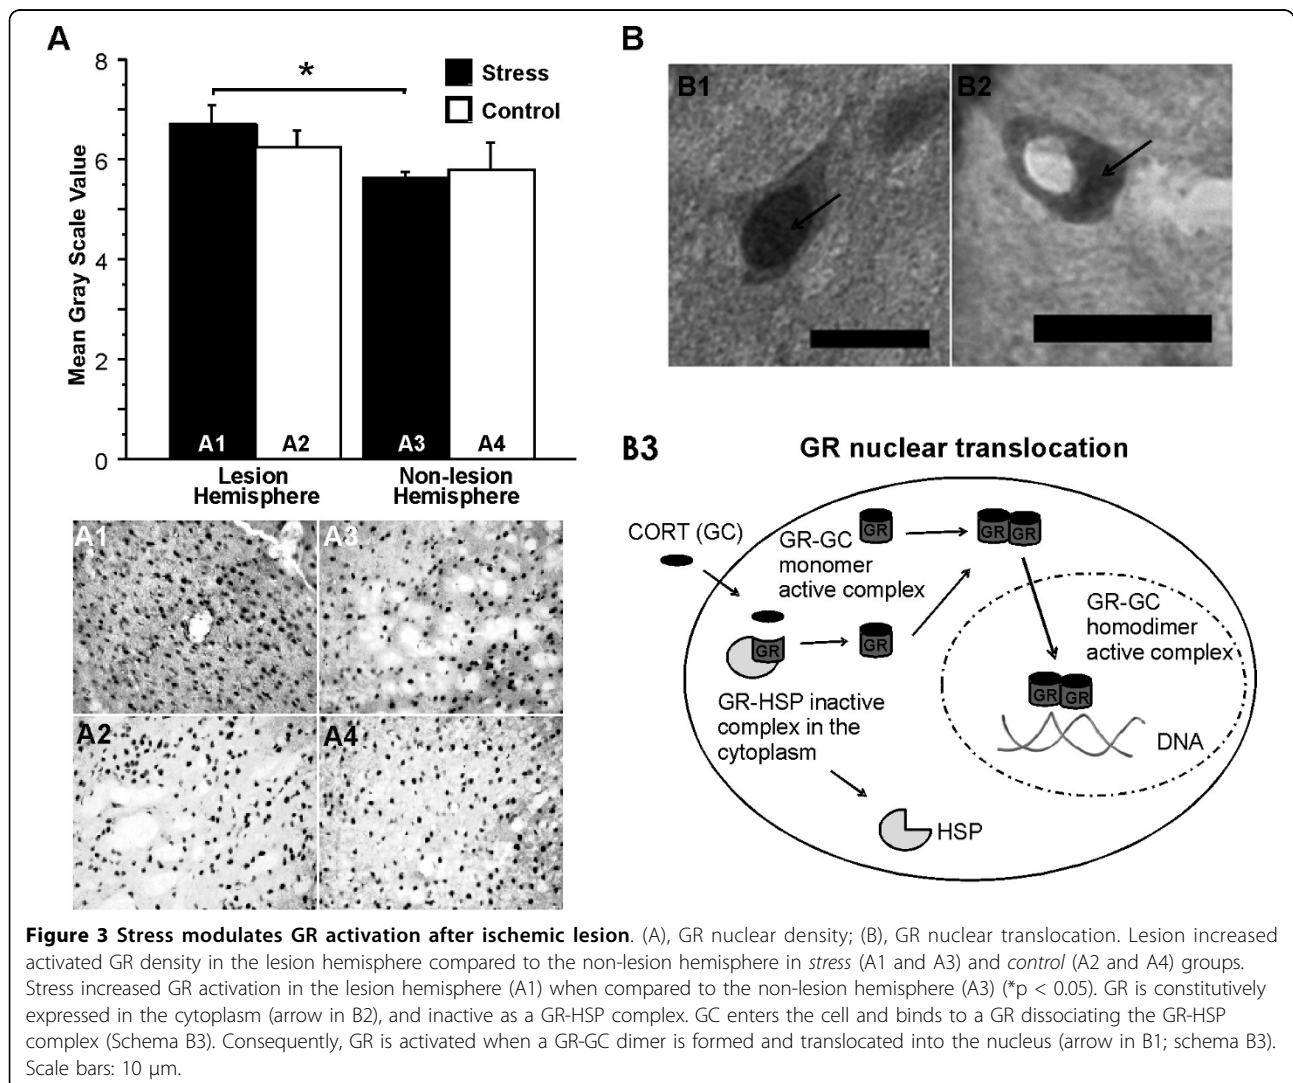 A
8
6
4
2
0
Mean Gray Scale Value
*
Stress
Control
A1
A2
A3
A4
Lesion
Hemisphere
Non-lesion
Hemisphere
A1
A3
A2
A4
B
B1
B2
B3
GR nuclear translocation
CORT (GC)
GR-GC
monomer
active complex
GR
GR
GR
GR
GR
GR-HSP inactive
complex in the
cytoplasm
HSP
GR-GC
homodimer
active complex
GR
GR
DNA
Figure 3 Stress modulates GR activation after ischemic lesion. (A), GR nuclear density; (B), GR nuclear translocation. Lesion increased
activated GR density in the lesion hemisphere compared to the non-lesion hemisphere in stress (A1 and A3) and control (A2 and A4) groups.
Stress increased GR activation in the lesion hemisphere (A1) when compared to the non-lesion hemisphere (A3) (*p < 0.05). GR is constitutively
expressed in the cytoplasm (arrow in B2), and inactive as a GR-HSP complex. GC enters the cell and binds to a GR dissociating the GR-HSP
complex (Schema B3). Consequently, GR is activated when a GR-GC dimer is formed and translocated into the nucleus (arrow in B1; schema B3).
Scale bars: 10 μm.